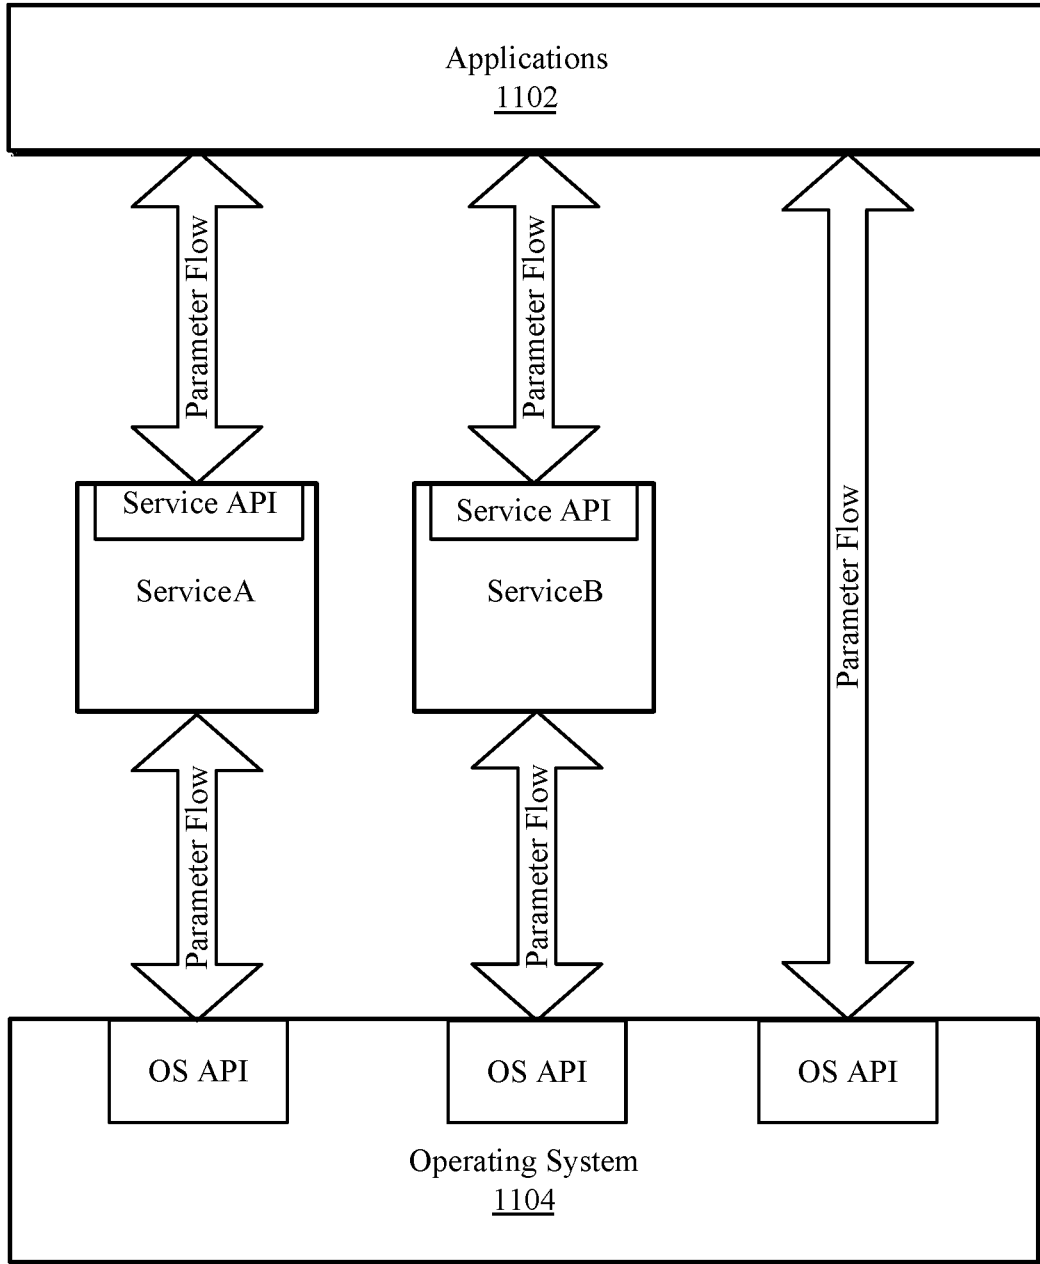 Applications
1102
Parameter Flow
Parameter Flow
Parameter Flow
Service API
Service API
ServiceA
ServiceB
Parameter Flow
Parameter Flow
OS API
OS API
OS API
Operating System
1104